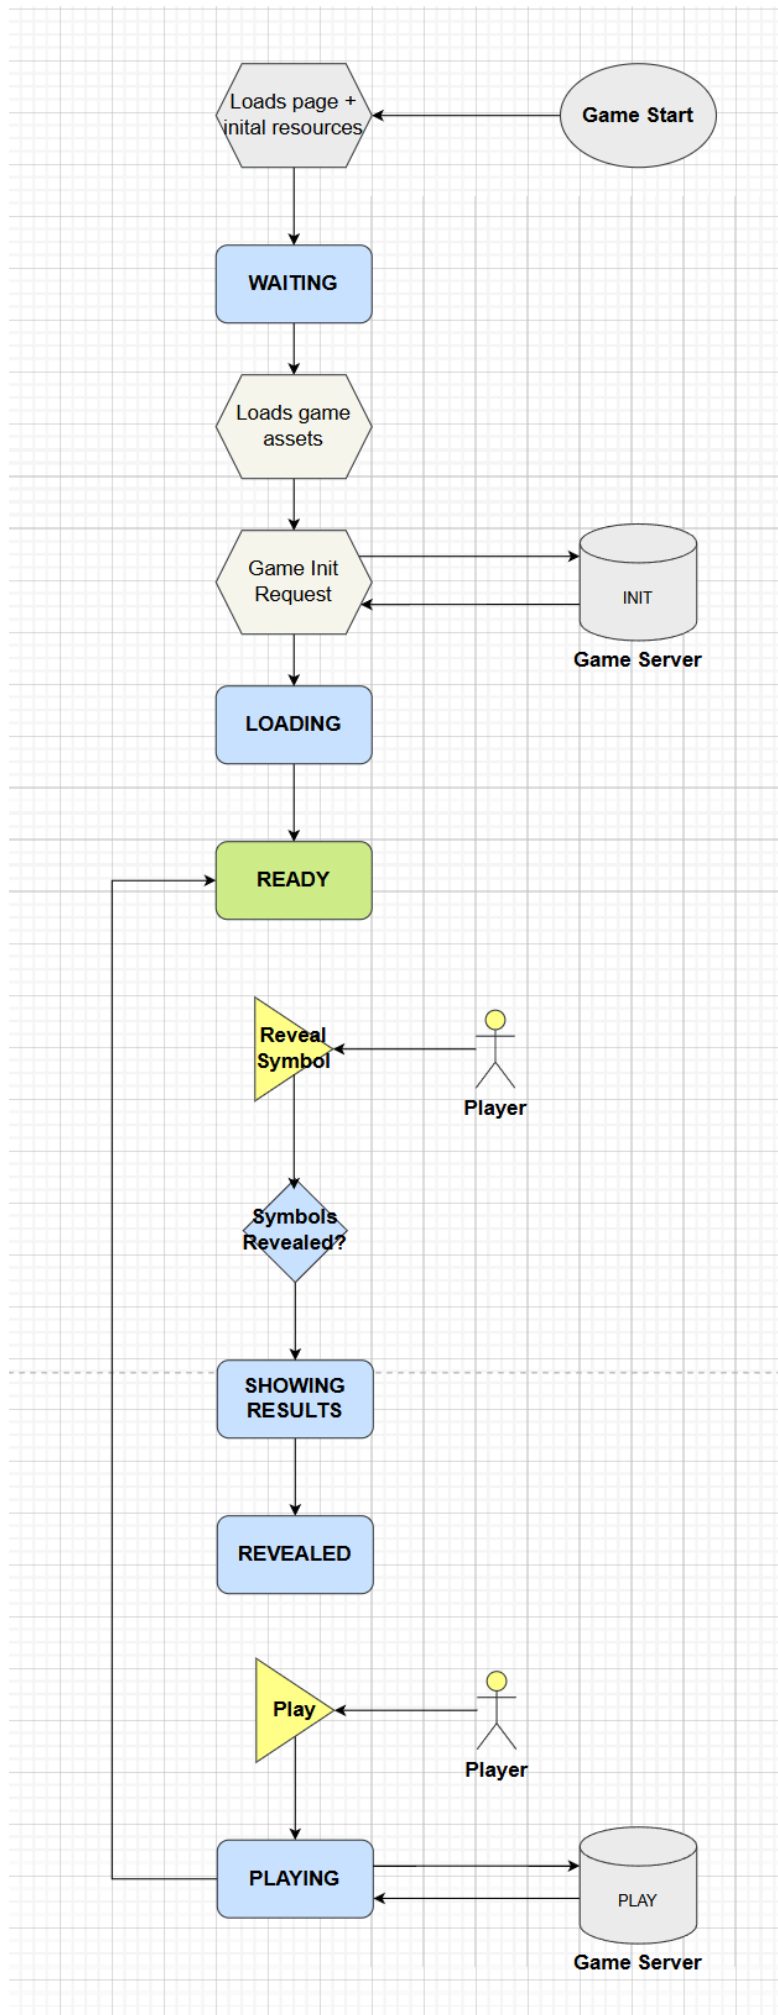 Loads page +
inital resources
Game Start
WAITING
Loads game
assets
Game Init
Request
INIT
Game Server
LOADING
READY
Reveal
Symbol
Player
Symbols
Revealed?
SHOWING
RESULTS
REVEALED
Play
Player
PLAYING
PLAY
Game Server